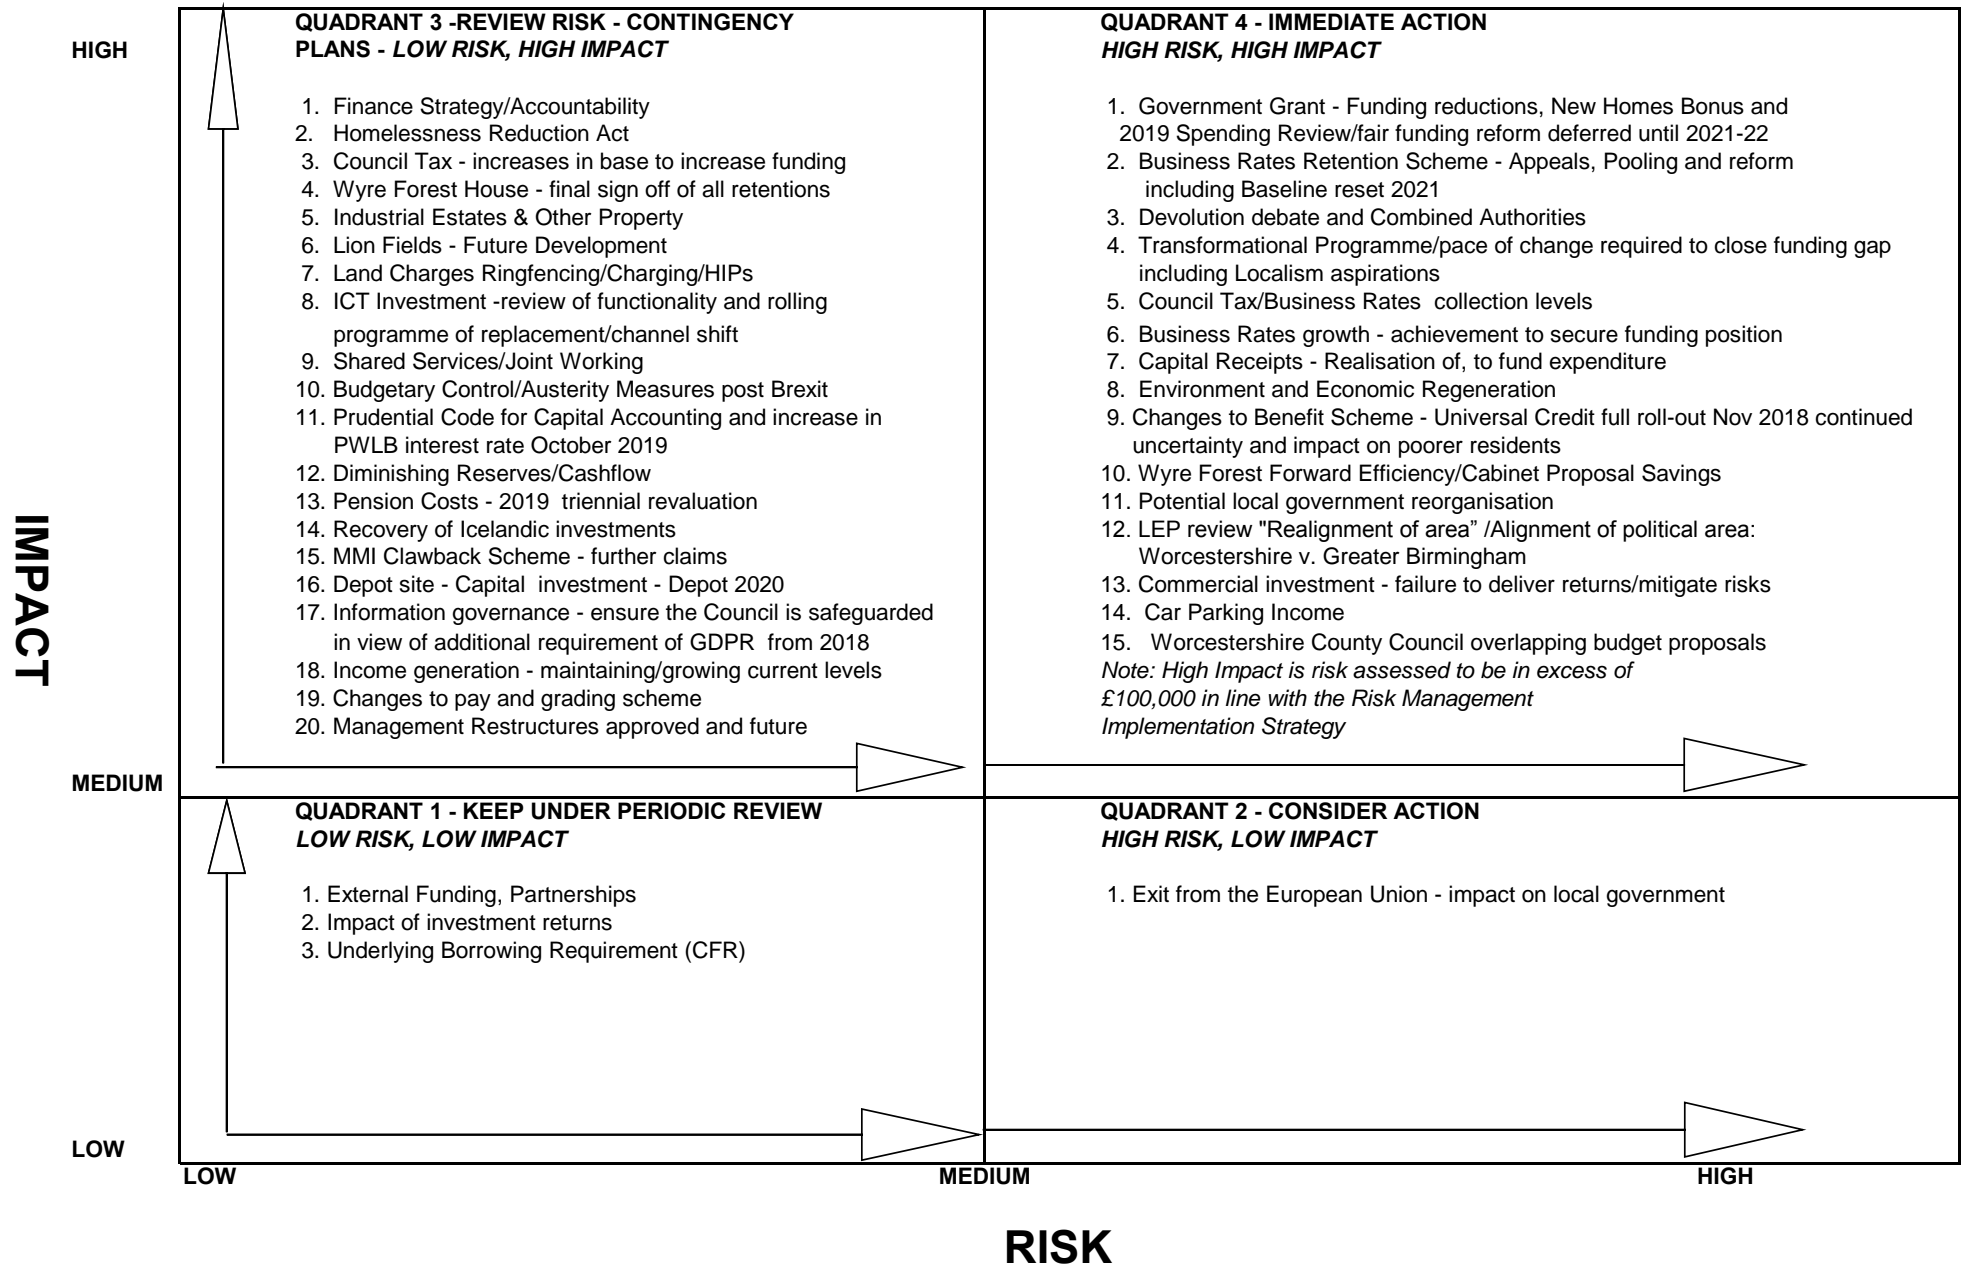 QUADRANT 3 -REVIEW RISK - CONTINGENCY
PLANS - LOW RISK, HIGH IMPACT
1. Finance Strategy/Accountability
2. Homelessness Reduction Act
3. Council Tax - increases in base to increase funding
4. Wyre Forest House - final sign off of all retentions
5. Industrial Estates & Other Property
6. Lion Fields - Future Development
7. Land Charges Ringfencing/Charging/HIPs
8. ICT Investment -review of functionality and rolling
programme of replacement/channel shift
9. Shared Services/Joint Working
10. Budgetary Control/Austerity Measures post Brexit
11. Prudential Code for Capital Accounting and increase in
PWLB interest rate October 2019
12. Diminishing Reserves/Cashflow
13. Pension Costs - 2019 triennial revaluation
14. Recovery of Icelandic investments
15. MMI Clawback Scheme - further claims
16. Depot site - Capital investment - Depot 2020
17. Information governance - ensure the Council is safeguarded
in view of additional requirement of GDPR from 2018
18. Income generation - maintaining/growing current levels
19. Changes to pay and grading scheme
20. Management Restructures approved and future
QUADRANT 4 - IMMEDIATE ACTION
HIGH RISK, HIGH IMPACT
1. Government Grant - Funding reductions, New Homes Bonus and
2019 Spending Review/fair funding reform deferred until 2021-22
2. Business Rates Retention Scheme - Appeals, Pooling and reform
including Baseline reset 2021
3. Devolution debate and Combined Authorities
4. Transformational Programme/pace of change required to close funding gap
including Localism aspirations
5. Council Tax/Business Rates collection levels
6. Business Rates growth - achievement to secure funding position
7. Capital Receipts - Realisation of, to fund expenditure
8. Environment and Economic Regeneration
9. Changes to Benefit Scheme - Universal Credit full roll-out Nov 2018 continued
uncertainty and impact on poorer residents
10. Wyre Forest Forward Efficiency/Cabinet Proposal Savings
11. Potential local government reorganisation
12. LEP review "Realignment of area” /Alignment of political area:
Worcestershire v. Greater Birmingham
13. Commercial investment - failure to deliver returns/mitigate risks
14. Car Parking Income
15. Worcestershire County Council overlapping budget proposals
Note: High Impact is risk assessed to be in excess of
£100,000 in line with the Risk Management
Implementation Strategy
QUADRANT 1 - KEEP UNDER PERIODIC REVIEW
LOW RISK, LOW IMPACT
1. External Funding, Partnerships
2. Impact of investment returns
3. Underlying Borrowing Requirement (CFR)
QUADRANT 2 - CONSIDER ACTION
HIGH RISK, LOW IMPACT
1. Exit from the European Union - impact on local government
HIGH
MEDIUM
LOW
IMPACT
LOW
MEDIUM
HIGH
RISK